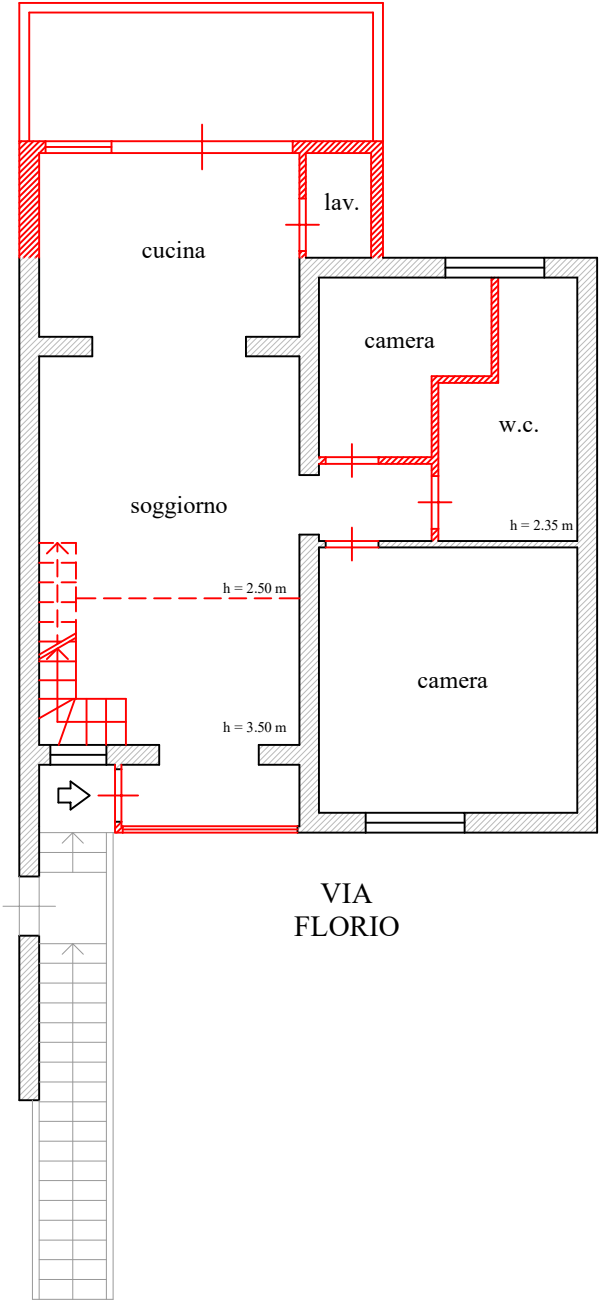 lav.
cucina
camera
w.c.
soggiorno
h = 2.35 m
h = 2.50 m
camera
h = 3.50 m
VIA
FLORIO